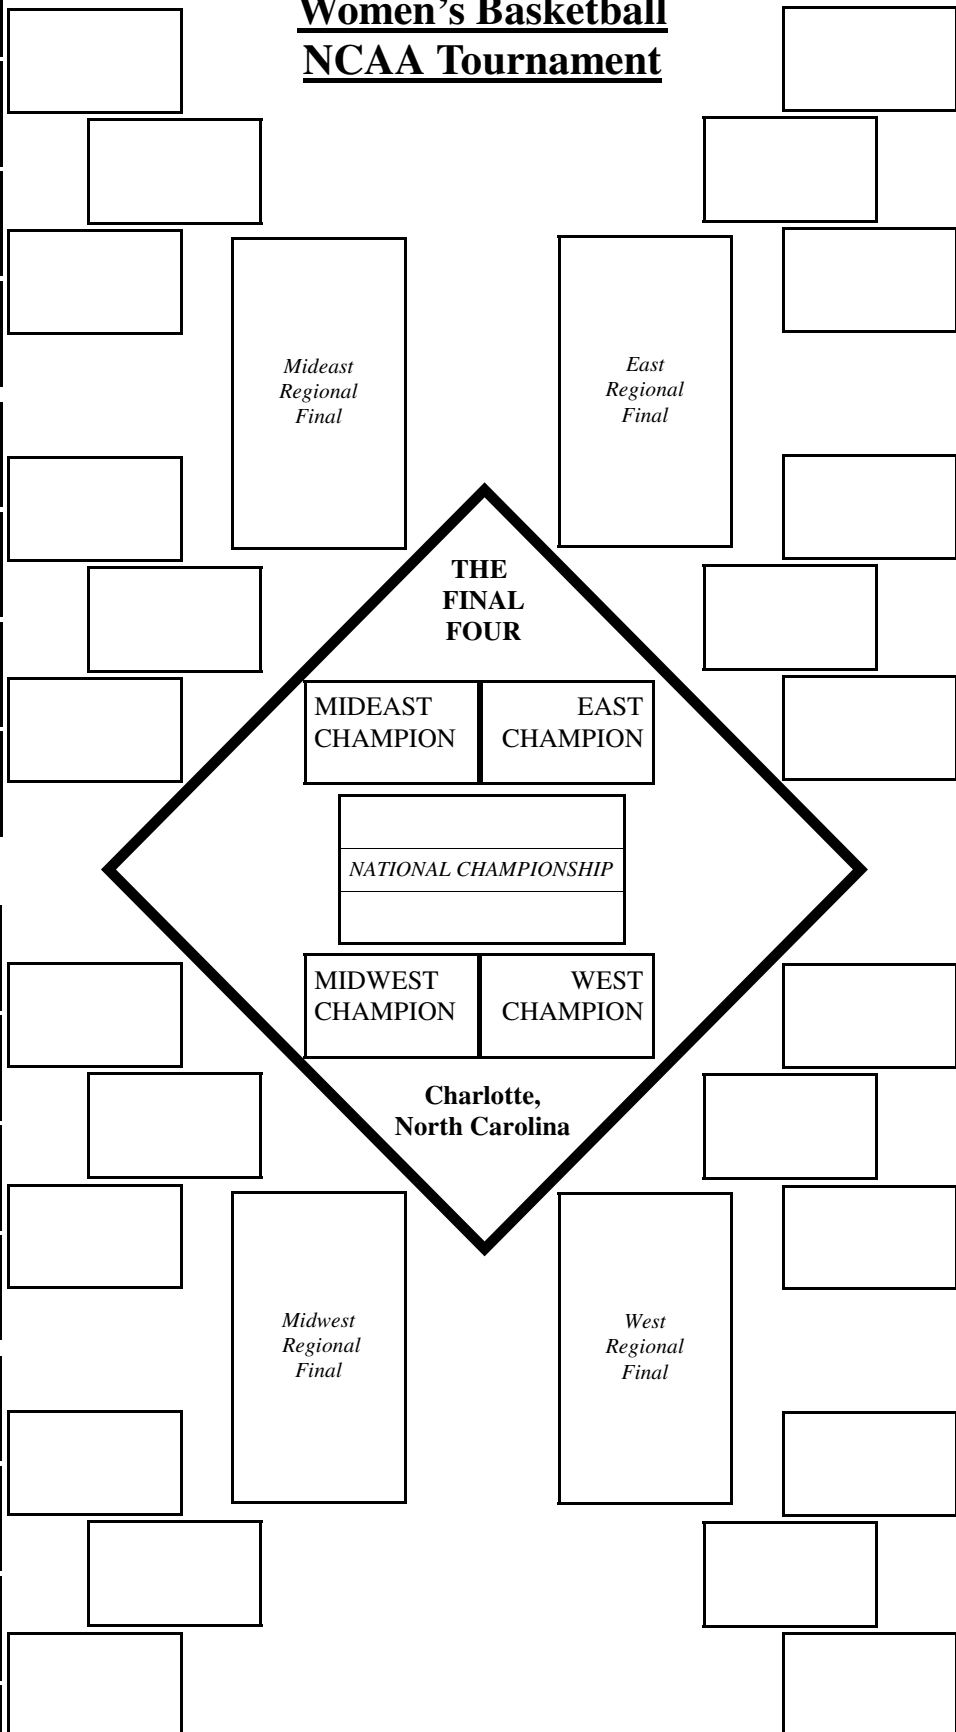 Women's Basketball
NCAA Tournament
Mideast
Regional
Final
East
Regional
Final
THE
FINAL
FOUR
MIDEAST
CHAMPION
EAST
CHAMPION
NATIONAL CHAMPIONSHIP
MIDWEST
CHAMPION
WEST
CHAMPION
Charlotte,
North Carolina
Midwest
Regional
Final
West
Regional
Final